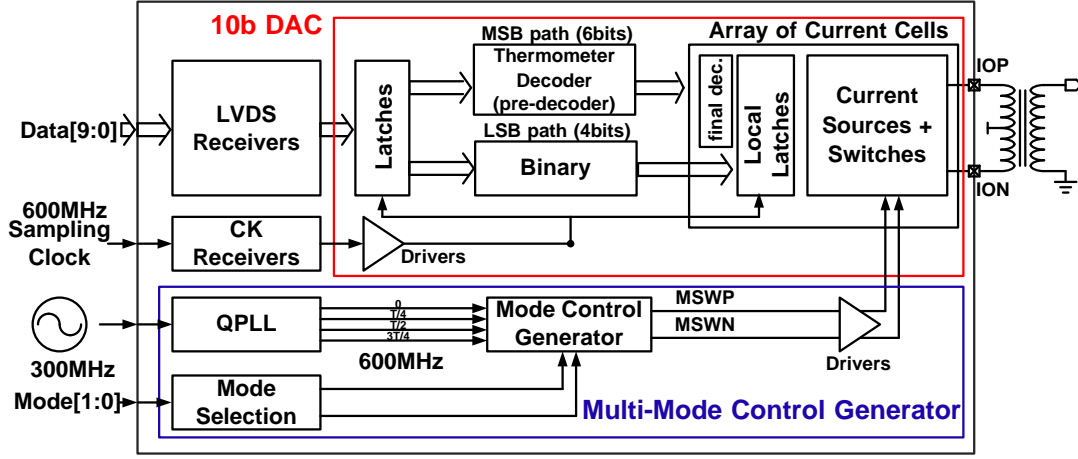 10b DAC
MSB path (6bits)
Array of Current Cells
Data[9:0]
LVDS
Receivers
Latches
Thermometer
Decoder
(pre-decoder)
LSB path (4bits)
Binary
final dec.
Local
Latches
Current
Sources +
Switches
IOP
ION
600MHz
Sampling
Clock
CK
Receivers
Drivers
300MHz
QPLL
0
T/4
T/2
3T/4
600MHz
Mode Control
Generator
MSWP
MSWN
Drivers
Mode[1:0]
Mode
Selection
Multi-Mode Control Generator